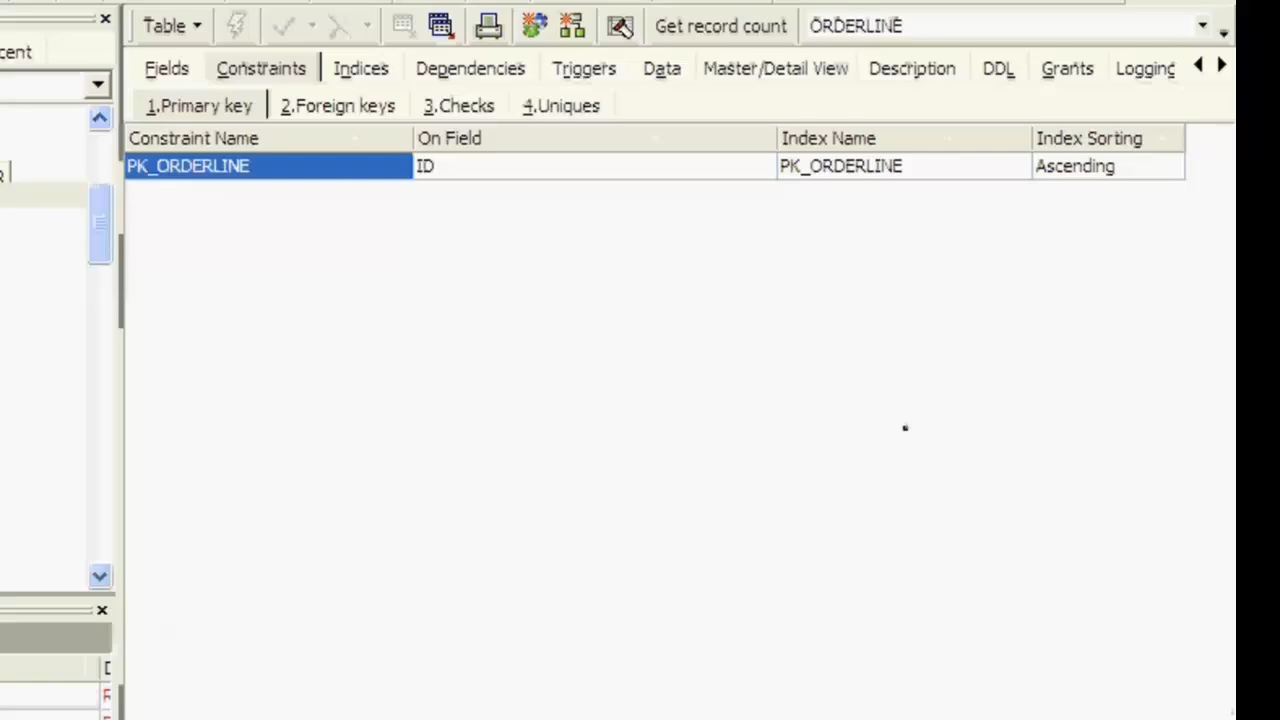 Table Get record count ORDERLINE
cent
Fields Constraints Indices Dependencies Triggers Data Master/Detail View Description DDL Grants Logging
1.Primary key 2.Foreign keys 3.Checks 4.Uniques
Constraint Name On Field Index Name Index Sorting
PK_ORDERLINE ID PK_ORDERLINE Ascending